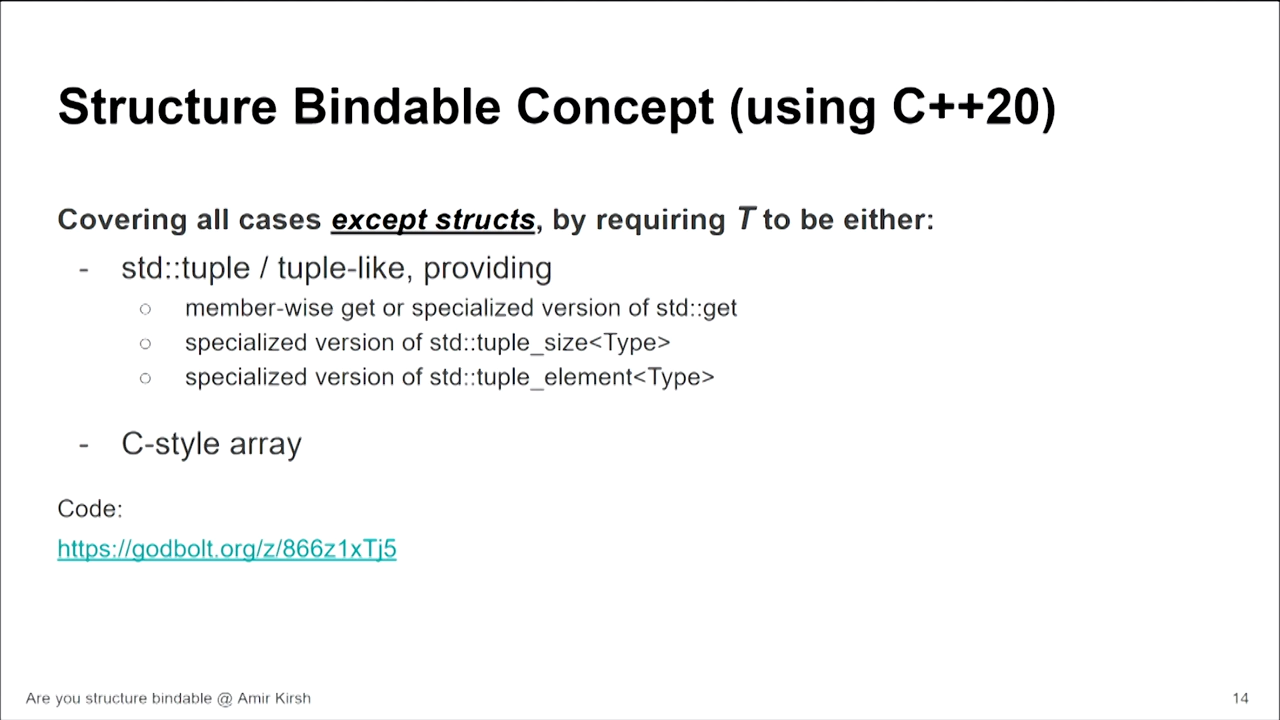 Structure Bindable Concept (using C++20)
Covering all cases except structs, by requiring T to be either:
- std::tuple / tuple-like, providing
○ member-wise get or specialized version of std::get
○ specialized version of std::tuple_size<Type>
○ specialized version of std::tuple_element<Type>
- C-style array
Code:
https://godbolt.org/z/866z1xTj5
Are you structure bindable @ Amir Kirsh
14